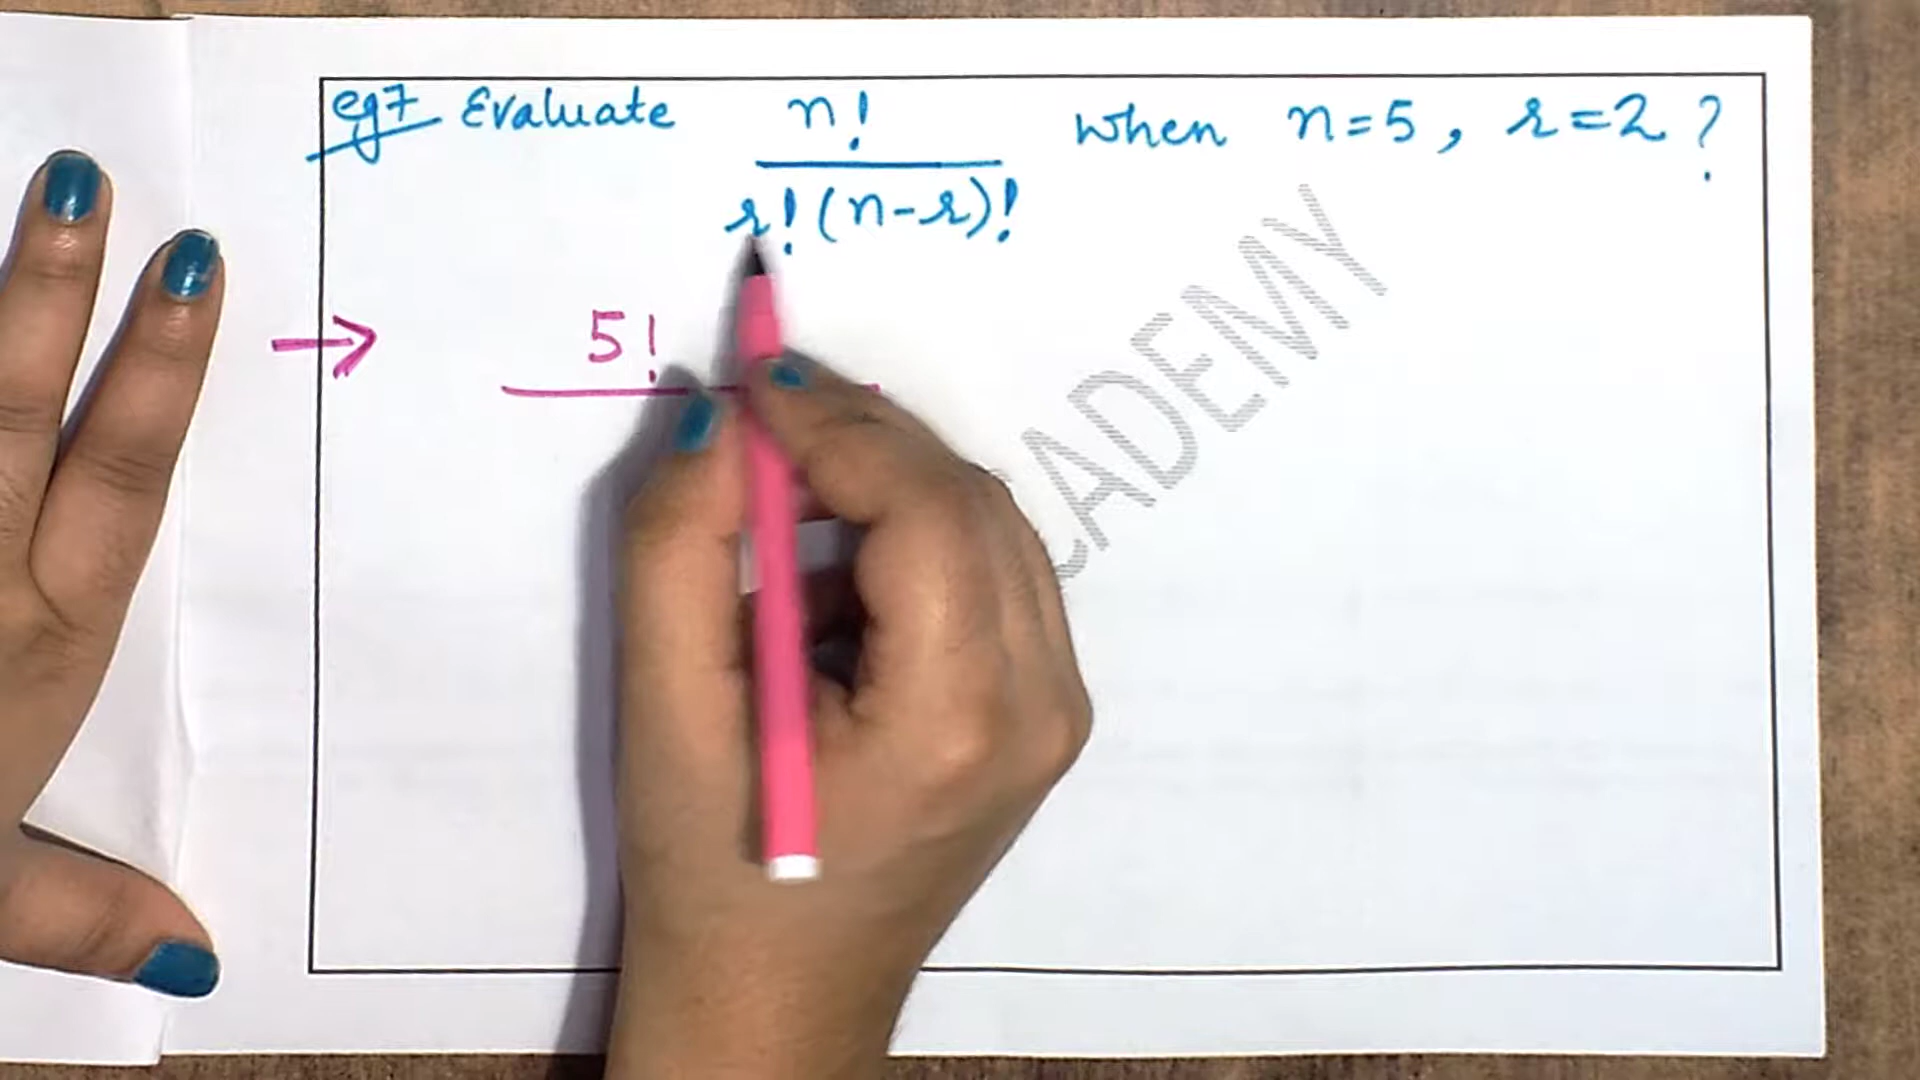 eg7 Evaluate n! when n=5, r=2?
r!(n-r)!
→ 5!